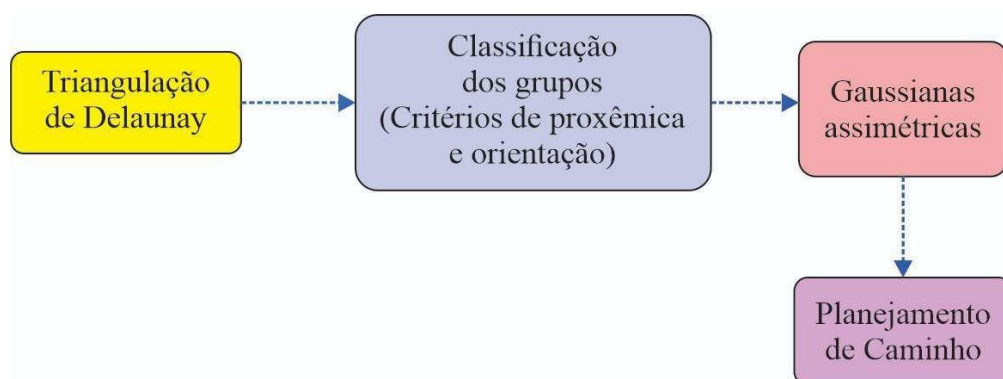 Triangulação
de Delaunay
Classificação
dos grupos
(Critérios de proxêmica
e orientação)
Gaussianas
assimétricas
Planejamento
de Caminho